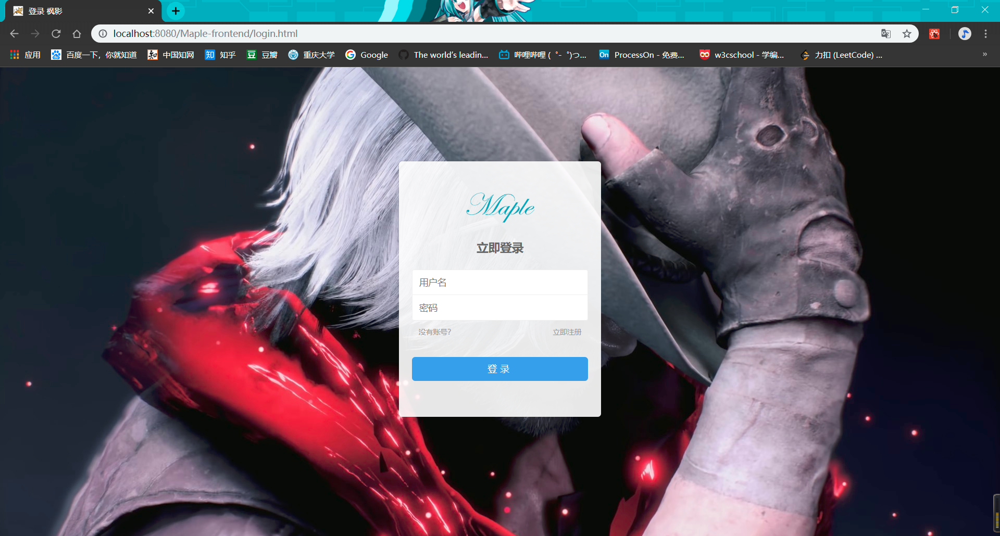 登录 枫影
localhost:8080/Maple-frontend/login.html
应用 百度一下，你就知道 中国知网 知乎 豆瓣 重庆大学 Google The world's leadin... 哔哩哔哩 (゜-゜)つ... ProcessOn - 免费... w3cschool - 学编... 力扣 (LeetCode) ... »
Maple
立即登录
用户名
密码
没有账号? 立即注册
登 录